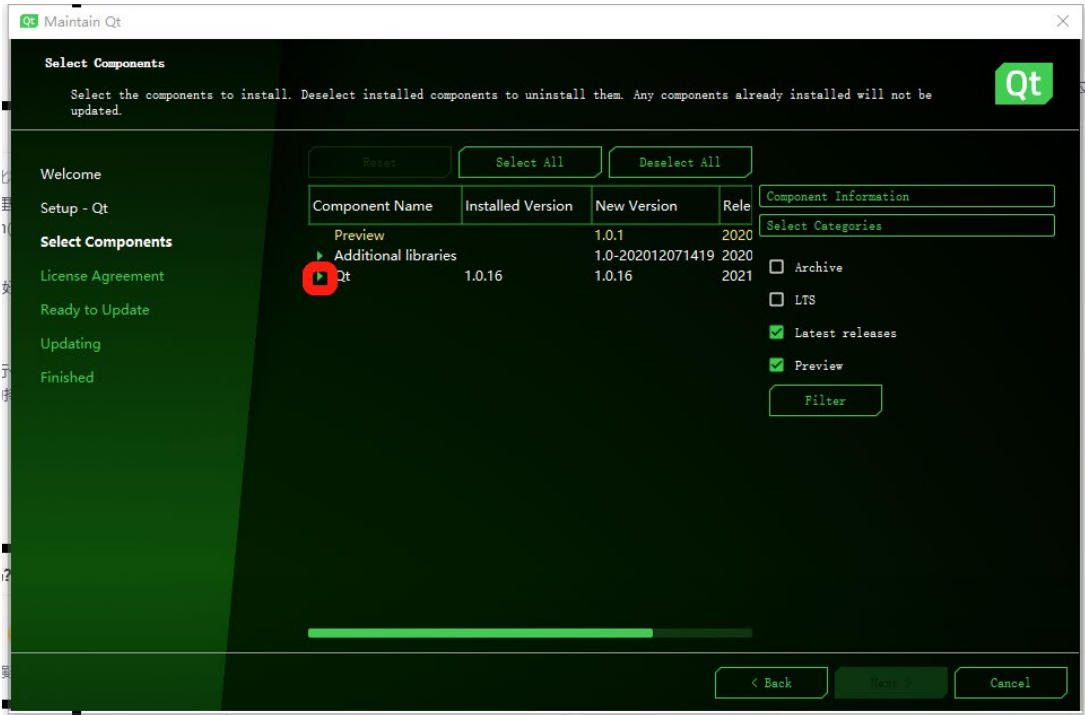 Qt Maintain Qt
Select Components
Select the components to install. Deselect installed components to uninstall them. Any components already installed will not be
updated.
Qt
Welcome
Setup - Qt
Select Components
License Agreement
Ready to Update
Updating
Finished
Reset
Select All
Deselect All
Component Name Installed Version New Version Rele
Preview 1.0.1 2020
Additional libraries 1.0-202012071419 2020
Qt 1.0.16 1.0.16 2021
Component Information
Select Categories
Archive
LTS
Latest releases
Preview
Filter
< Back
Next >
Cancel